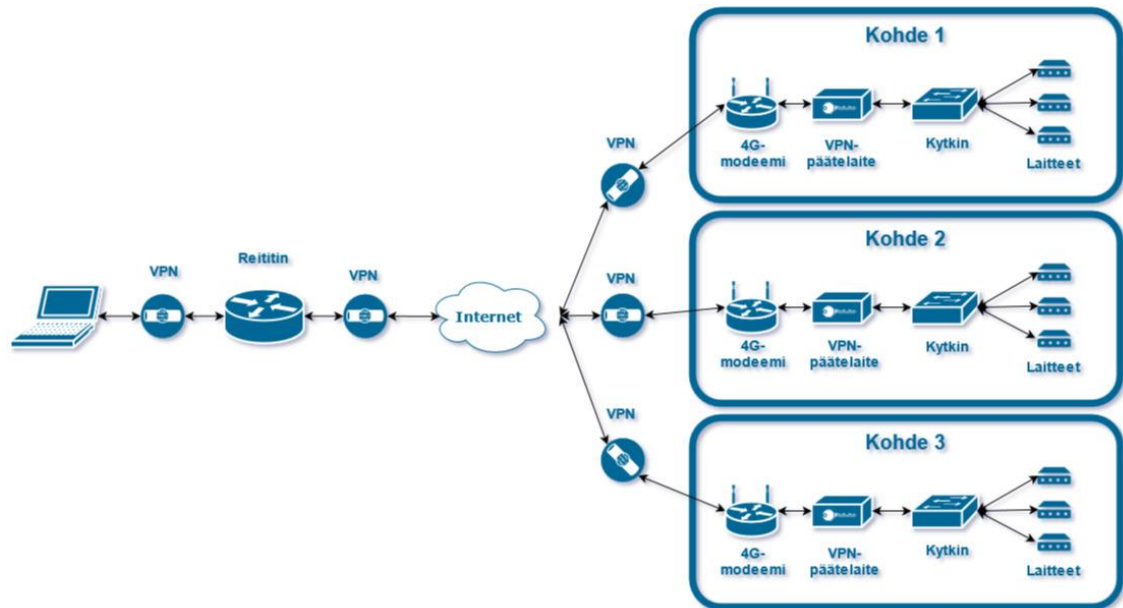 VPN
Reititin
VPN
Internet
VPN
VPN
VPN
Kohde 1
4G-
modeemi
VPN-
päätelaite
Kytkin
Laitteet
Kohde 2
4G-
modeemi
VPN-
päätelaite
Kytkin
Laitteet
Kohde 3
4G-
modeemi
VPN-
päätelaite
Kytkin
Laitteet